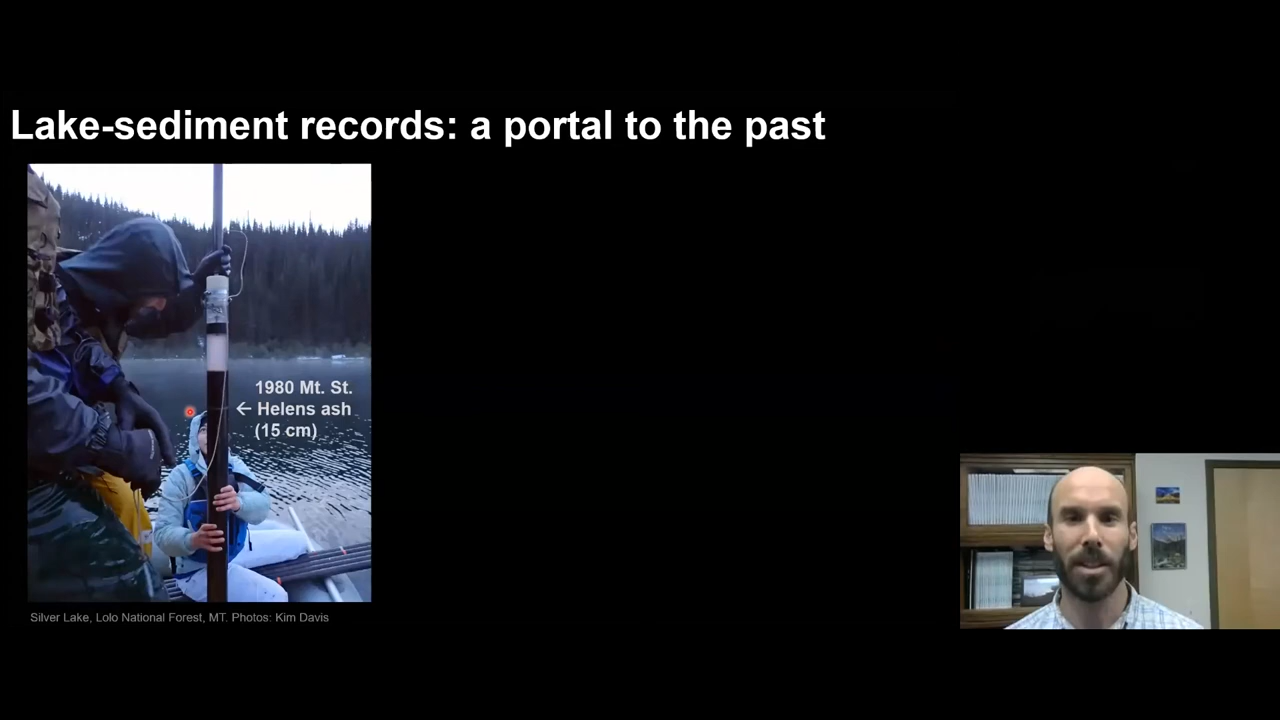 Lake-sediment records: a portal to the past
1980 Mt. St.
← Helens ash
(15 cm)
Silver Lake, Lolo National Forest, MT. Photos: Kim Davis